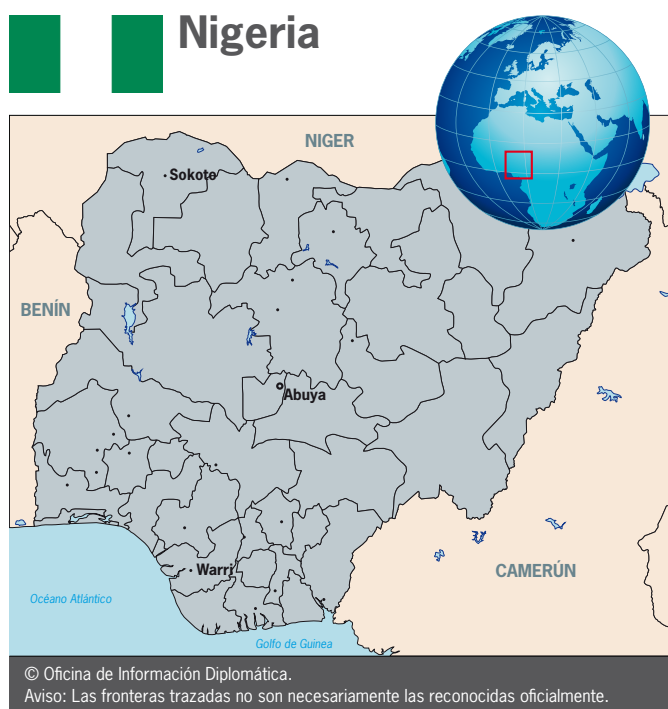 Nigeria
NIGER
Sokoto
BENÍN
Abuya
Warri
CAMERÚN
Océano Atlántico
Golfo de Guinea
© Oficina de Información Diplomática.
Aviso: Las fronteras trazadas no son necesariamente las reconocidas oficialmente.